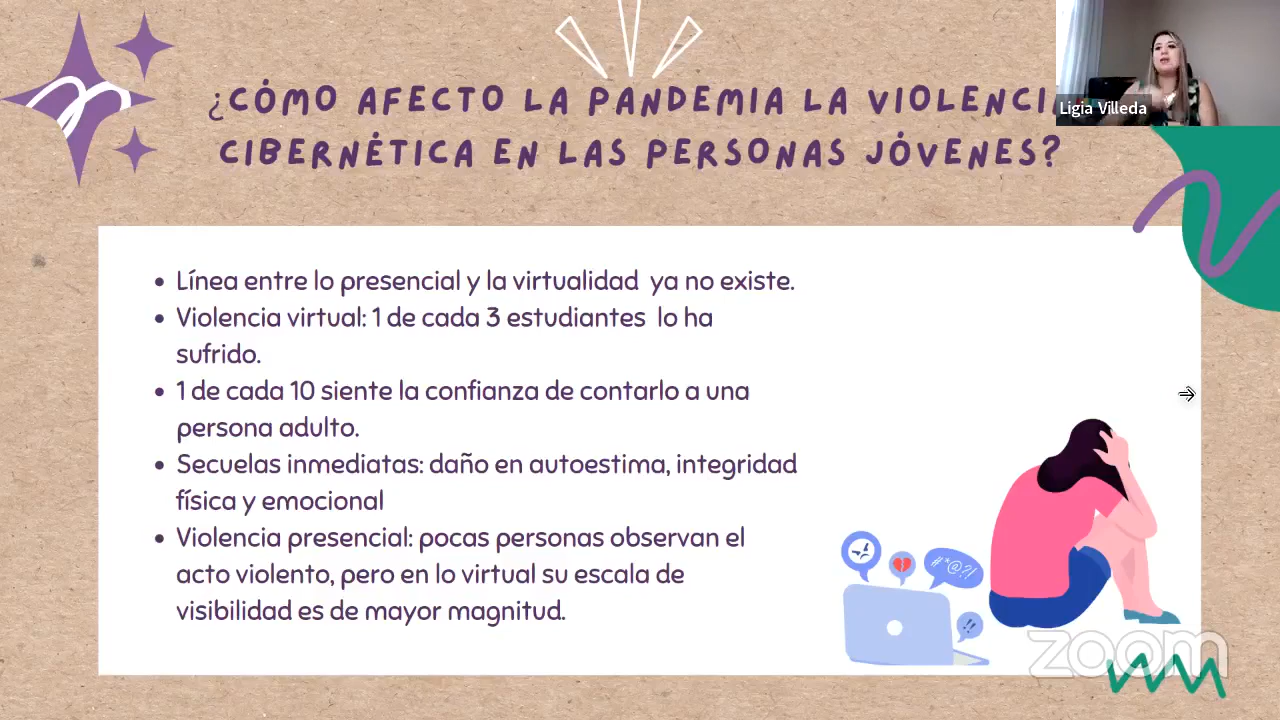 ¿CÓMO AFECTO LA PANDEMIA LA VIOLENCI
CIBERNÉTICA EN LAS PERSONAS JÓVENES?
Ligia Villeda
• Línea entre lo presencial y la virtualidad ya no existe.
• Violencia virtual: 1 de cada 3 estudiantes lo ha
sufrido.
• 1 de cada 10 siente la confianza de contarlo a una
persona adulto.
• Secuelas inmediatas: daño en autoestima, integridad
física y emocional
• Violencia presencial: pocas personas observan el
acto violento, pero en lo virtual su escala de
visibilidad es de mayor magnitud.
#*@?!
!!
zoom